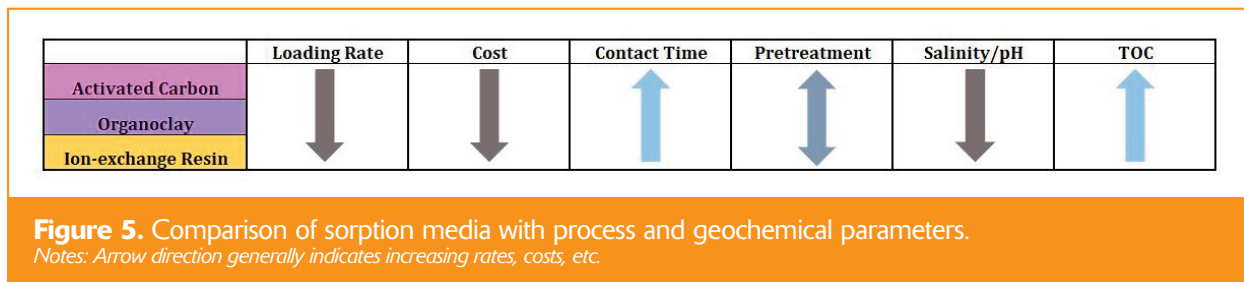 Loading Rate Cost Contact Time Pretreatment Salinity/pH TOC
Activated Carbon
Organoclay
Ion-exchange Resin
Figure 5. Comparison of sorption media with process and geochemical parameters.
Notes: Arrow direction generally indicates increasing rates, costs, etc.